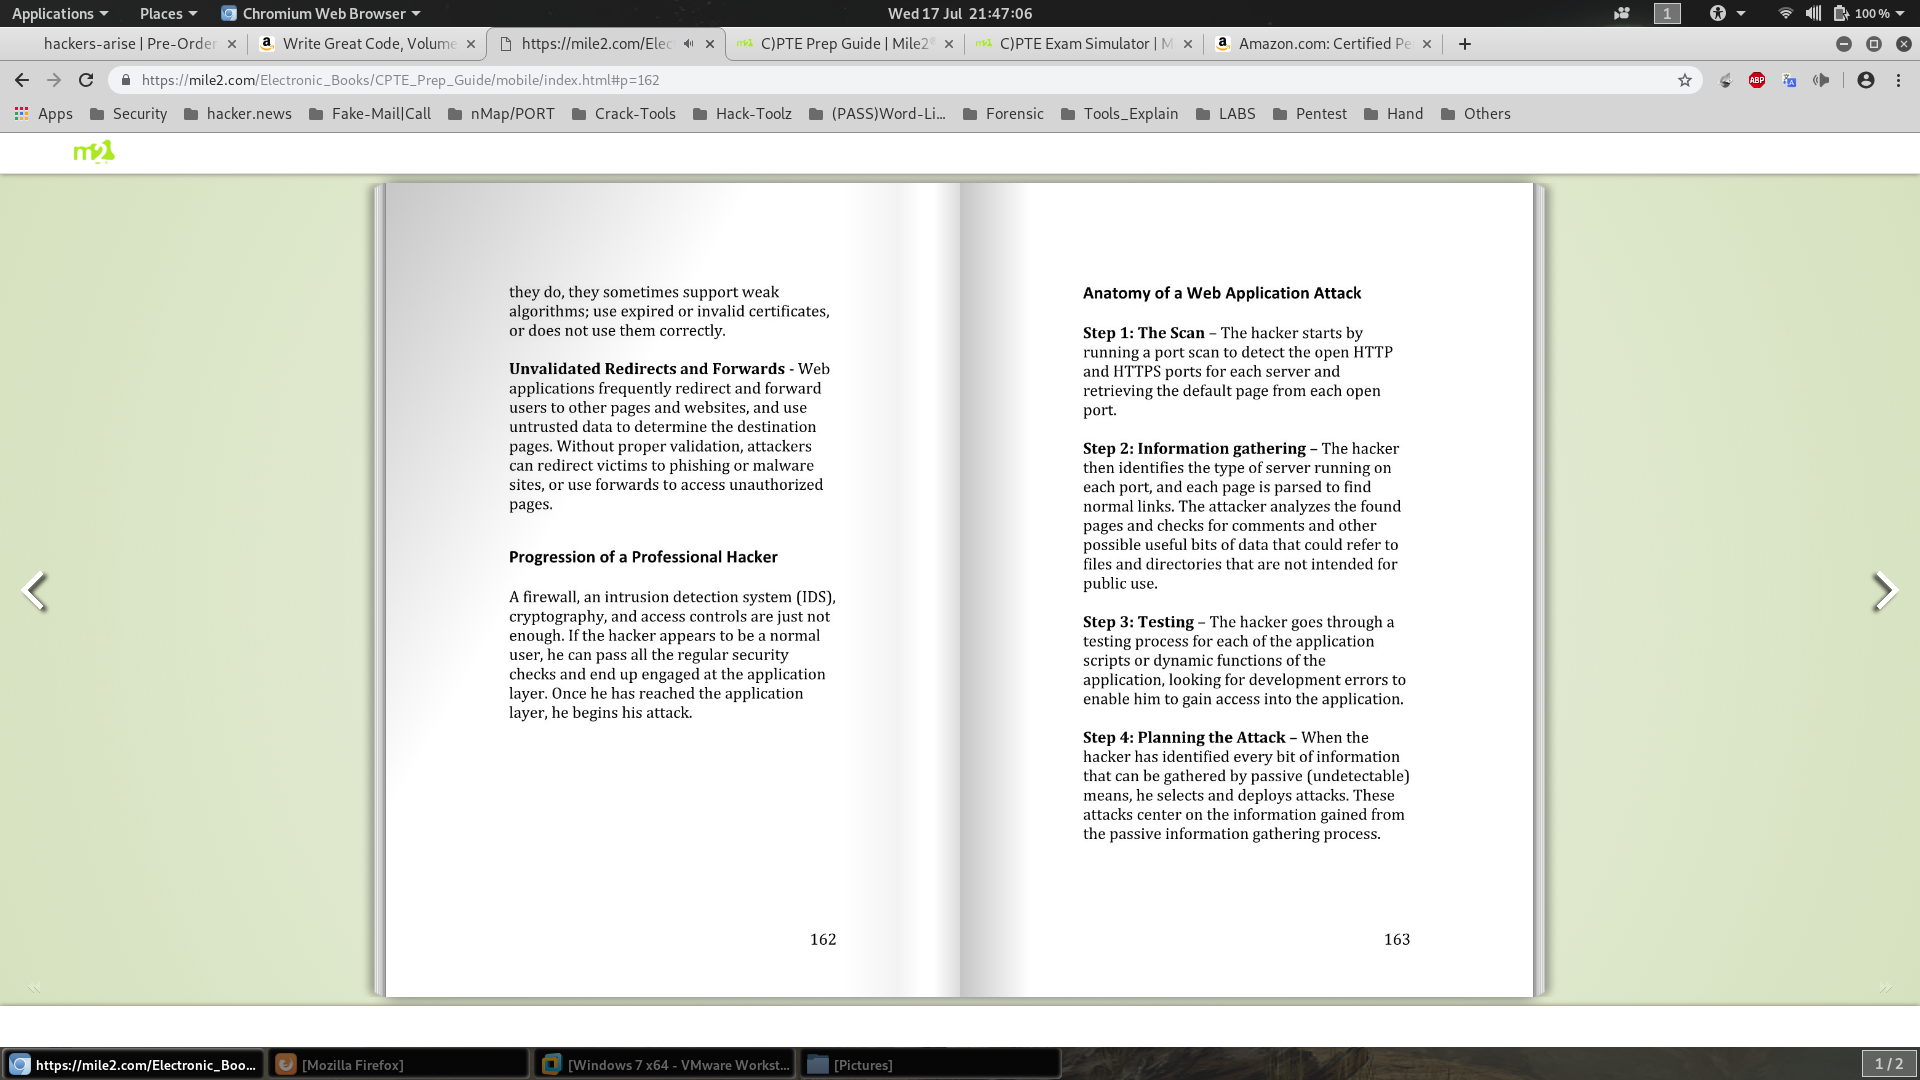 Applications Places Chromium Web Browser Wed 17 Jul 21:47:06 1 100 %
hackers-arise | Pre-Order Write Great Code, Volume https://mile2.com/Elec C)PTE Prep Guide | Mile2® C)PTE Exam Simulator | M Amazon.com: Certified Pe
https://mile2.com/Electronic_Books/CPTE_Prep_Guide/mobile/index.html#p=162 ABP
Apps Security hacker.news Fake-Mail|Call nMap/PORT Crack-Tools Hack-Toolz (PASS)Word-Li... Forensic Tools_Explain LABS Pentest Hand Others
m2
they do, they sometimes support weak
algorithms; use expired or invalid certificates,
or does not use them correctly.
Unvalidated Redirects and Forwards - Web
applications frequently redirect and forward
users to other pages and websites, and use
untrusted data to determine the destination
pages. Without proper validation, attackers
can redirect victims to phishing or malware
sites, or use forwards to access unauthorized
pages.
Progression of a Professional Hacker
A firewall, an intrusion detection system (IDS),
cryptography, and access controls are just not
enough. If the hacker appears to be a normal
user, he can pass all the regular security
checks and end up engaged at the application
layer. Once he has reached the application
layer, he begins his attack.
162
Anatomy of a Web Application Attack
Step 1: The Scan – The hacker starts by
running a port scan to detect the open HTTP
and HTTPS ports for each server and
retrieving the default page from each open
port.
Step 2: Information gathering – The hacker
then identifies the type of server running on
each port, and each page is parsed to find
normal links. The attacker analyzes the found
pages and checks for comments and other
possible useful bits of data that could refer to
files and directories that are not intended for
public use.
Step 3: Testing – The hacker goes through a
testing process for each of the application
scripts or dynamic functions of the
application, looking for development errors to
enable him to gain access into the application.
Step 4: Planning the Attack – When the
hacker has identified every bit of information
that can be gathered by passive (undetectable)
means, he selects and deploys attacks. These
attacks center on the information gained from
the passive information gathering process.
163
https://mile2.com/Electronic_Boo... [Mozilla Firefox] [Windows 7 x64 - VMware Workst... [Pictures] 1 / 2